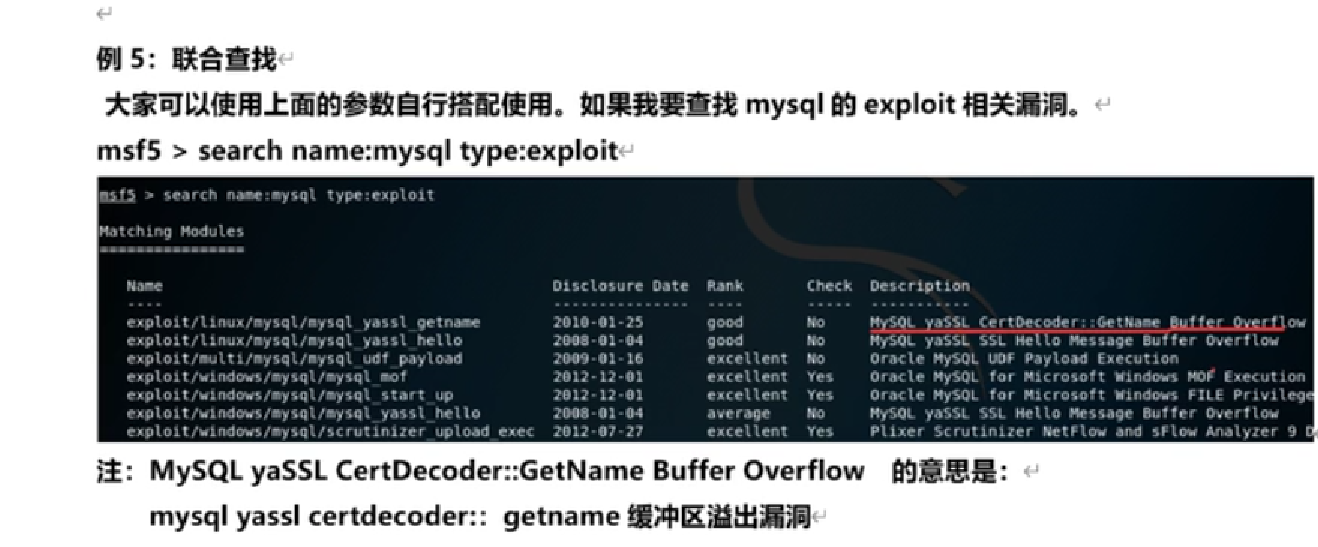 例 5：联合查找
大家可以使用上面的参数自行搭配使用。如果我要查找 mysql 的 exploit 相关漏洞。
msf5 > search name:mysql type:exploit
msf5 > search name:mysql type:exploit
Matching Modules
================
Name Disclosure Date Rank Check Description
---- --------------- ---- ----- -----------
exploit/linux/mysql/mysql_yassl_getname 2010-01-25 good No MySQL yaSSL CertDecoder::GetName Buffer Overflow
exploit/linux/mysql/mysql_yassl_hello 2008-01-04 good No MySQL yaSSL SSL Hello Message Buffer Overflow
exploit/multi/mysql/mysql_udf_payload 2009-01-16 excellent No Oracle MySQL UDF Payload Execution
exploit/windows/mysql/mysql_mof 2012-12-01 excellent Yes Oracle MySQL for Microsoft Windows MOF Execution
exploit/windows/mysql/mysql_start_up 2012-12-01 excellent Yes Oracle MySQL for Microsoft Windows FILE Privilege
exploit/windows/mysql/mysql_yassl_hello 2008-01-04 average No MySQL yaSSL SSL Hello Message Buffer Overflow
exploit/windows/mysql/scrutinizer_upload_exec 2012-07-27 excellent Yes Plixer Scrutinizer NetFlow and sFlow Analyzer 9
注：MySQL yaSSL CertDecoder::GetName Buffer Overflow 的意思是：
mysql yassl certdecoder:：getname 缓冲区溢出漏洞